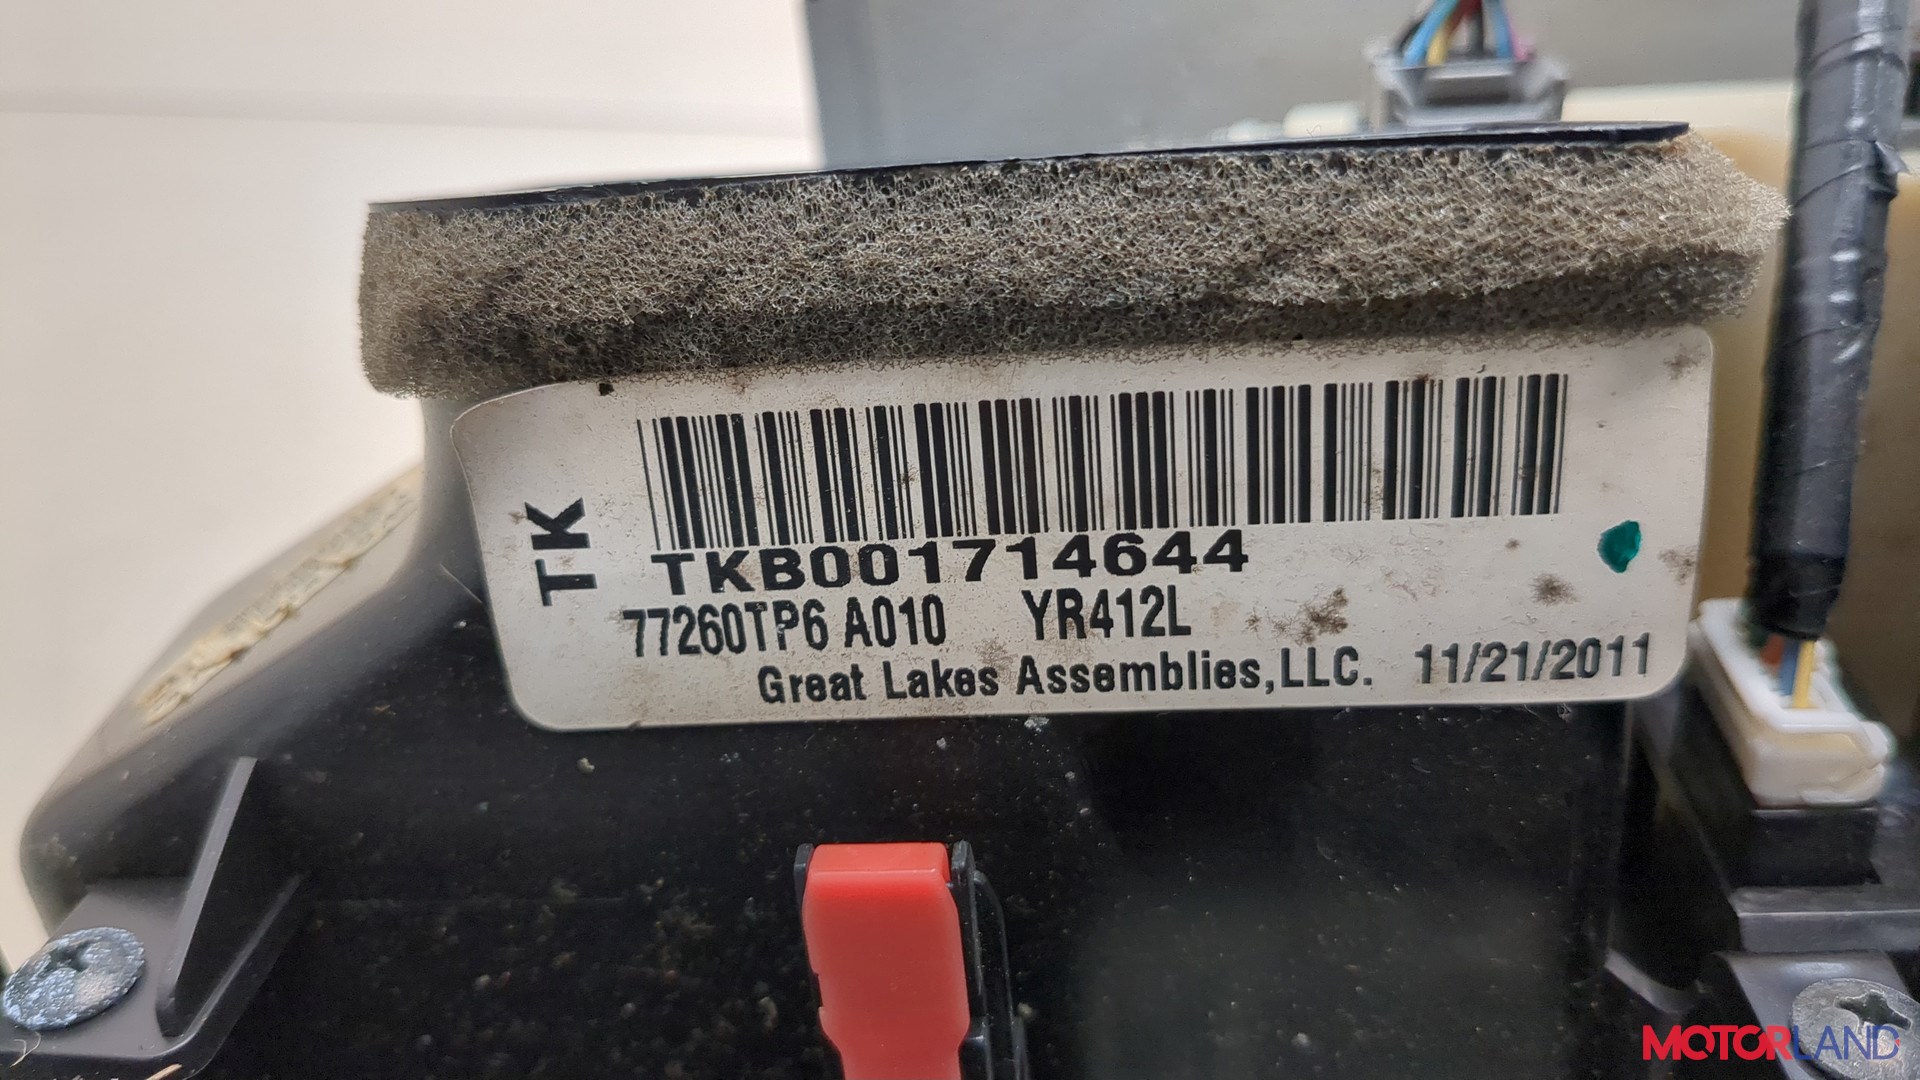 TK
TKB001714644
77260TP6 A010 YR412L
Great Lakes Assemblies,LLC. 11/21/2011
MOTORLAND